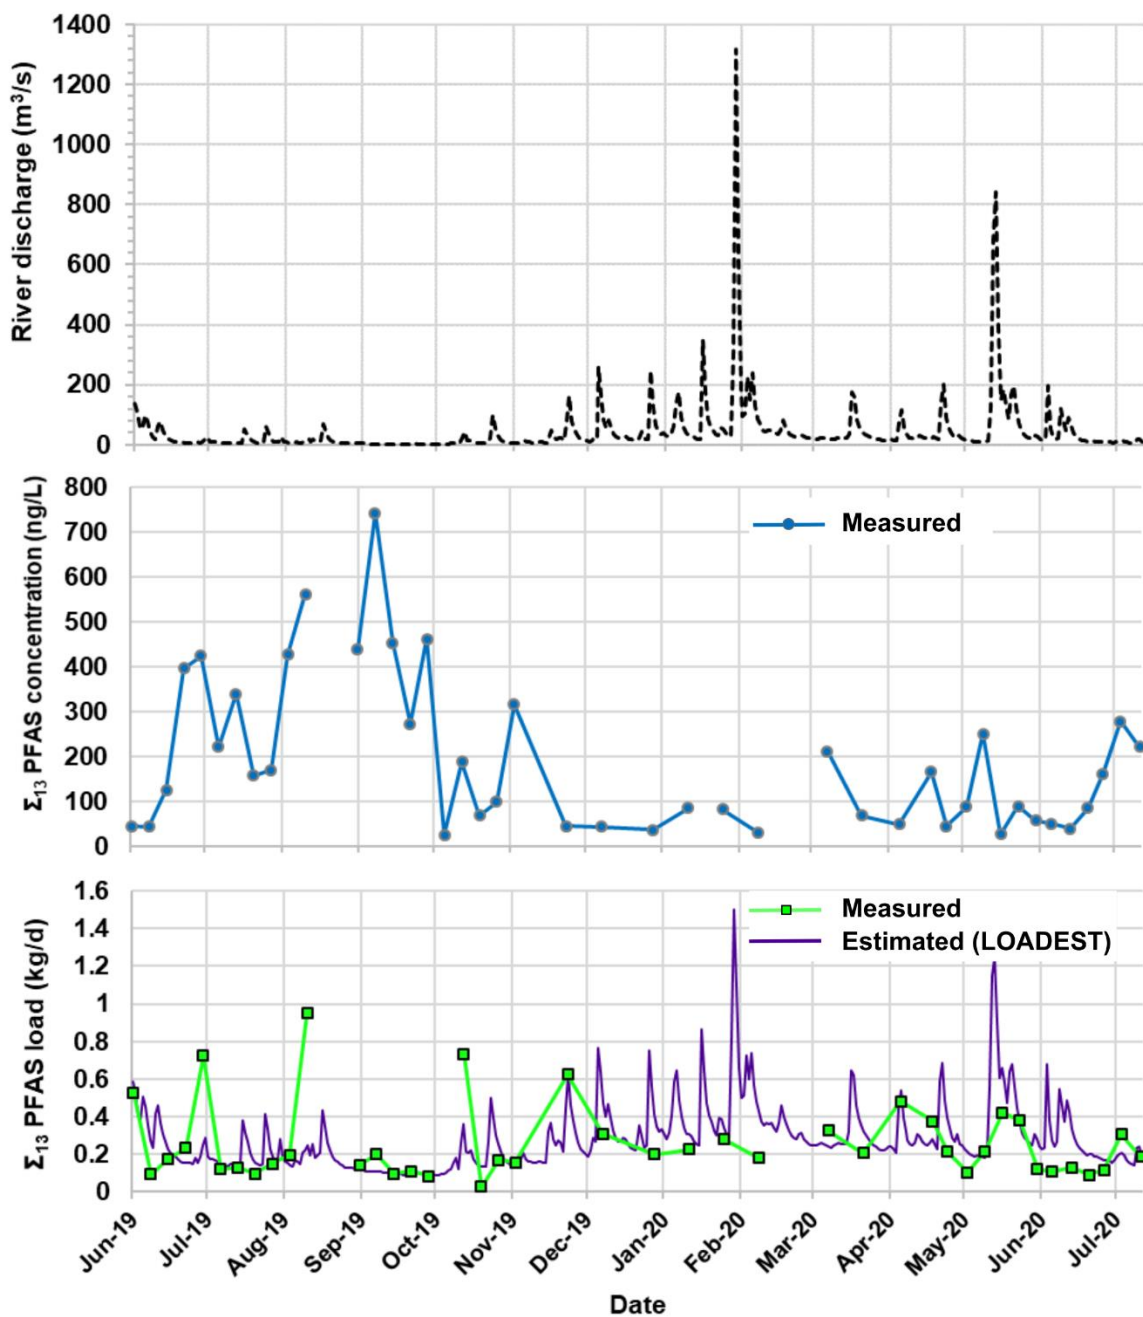 River discharge (m³/s)
1400
1200
1000
800
600
400
200
0
Σ₁₃ PFAS concentration (ng/L)
800
700
600
500
400
300
200
100
0
Measured
Σ₁₃ PFAS load (kg/d)
1.6
1.4
1.2
1
0.8
0.6
0.4
0.2
0
Measured
Estimated (LOADEST)
Jun-19
Jul-19
Aug-19
Sep-19
Oct-19
Nov-19
Dec-19
Jan-20
Feb-20
Mar-20
Apr-20
May-20
Jun-20
Jul-20
Date